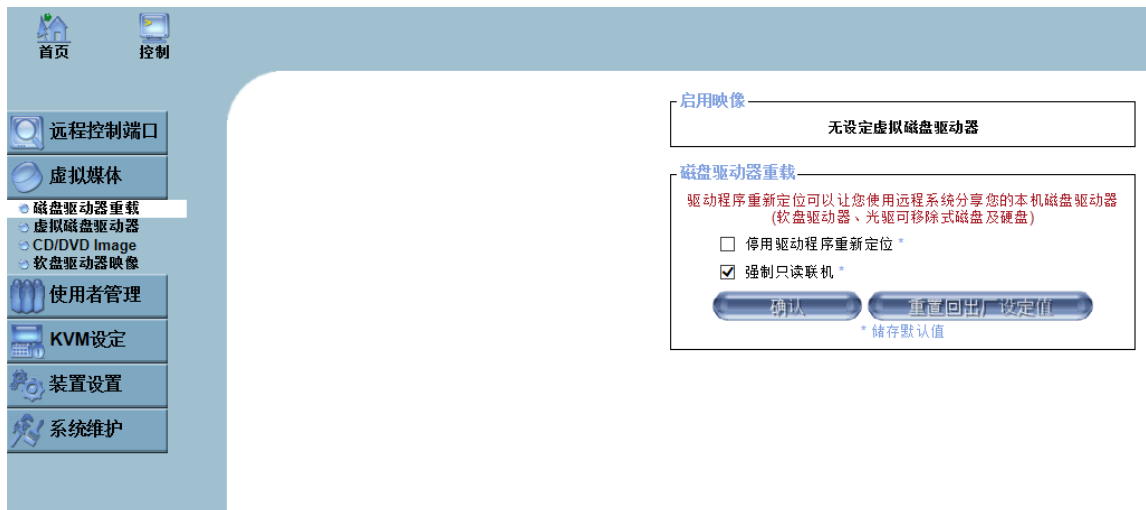 首页
控制
远程控制端口
虚拟媒体
磁盘驱动器重载
虚拟磁盘驱动器
CD/DVD Image
软盘驱动器映像
使用者管理
KVM设定
装置设置
系统维护
启用映像
无设定虚拟磁盘驱动器
磁盘驱动器重载
驱动程序重新定位可以让您使用远程系统分享您的本机磁盘驱动器
(软盘驱动器、光驱可移除式磁盘及硬盘)
停用驱动程序重新定位 *
强制只读联机 *
确认
重置回出厂设定值
* 储存默认值